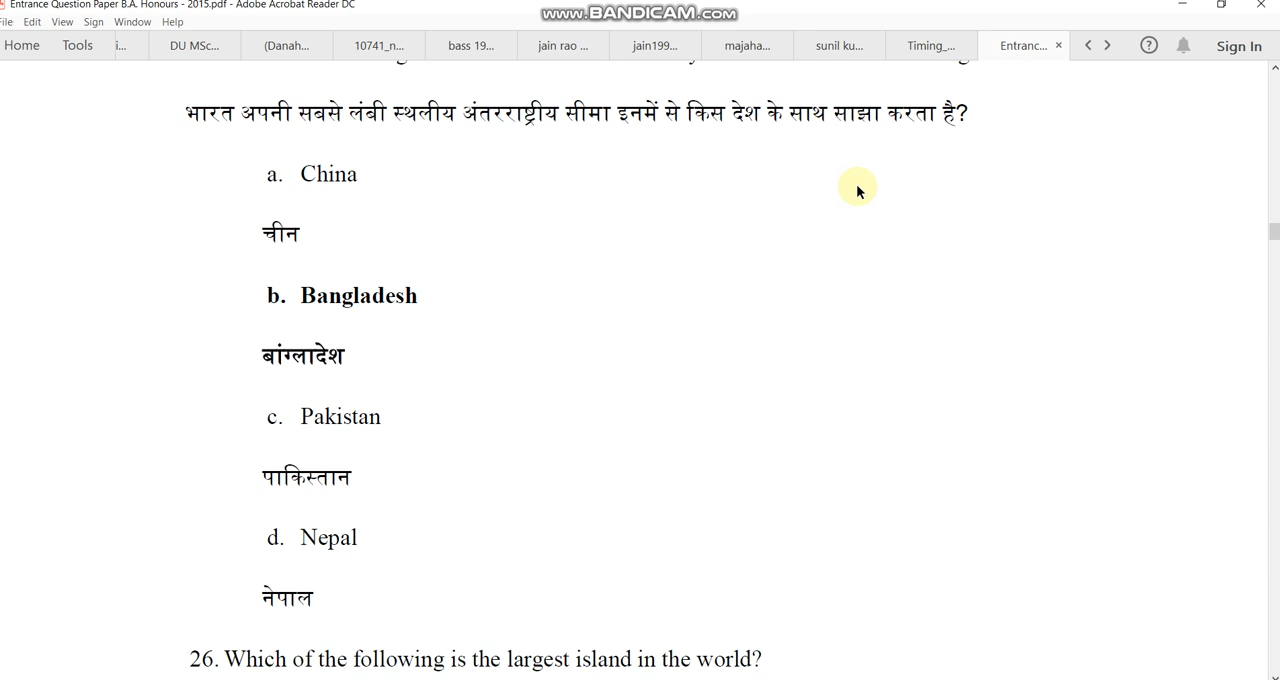 Entrance Question Paper B.A. Honours - 2015.pdf - Adobe Acrobat Reader DC
www.BANDICAM.com
File Edit View Sign Window Help
Home Tools i... DU MSc... (Danah... 10741_n... bass 19... jain rao ... jain199... majaha... sunil ku... Timing_... Entranc... × Sign In
भारत अपनी सबसे लंबी स्थलीय अंतरराष्ट्रीय सीमा इनमें से किस देश के साथ साझा करता है?
a. China
चीन
b. Bangladesh
बांग्लादेश
c. Pakistan
पाकिस्तान
d. Nepal
नेपाल
26. Which of the following is the largest island in the world?